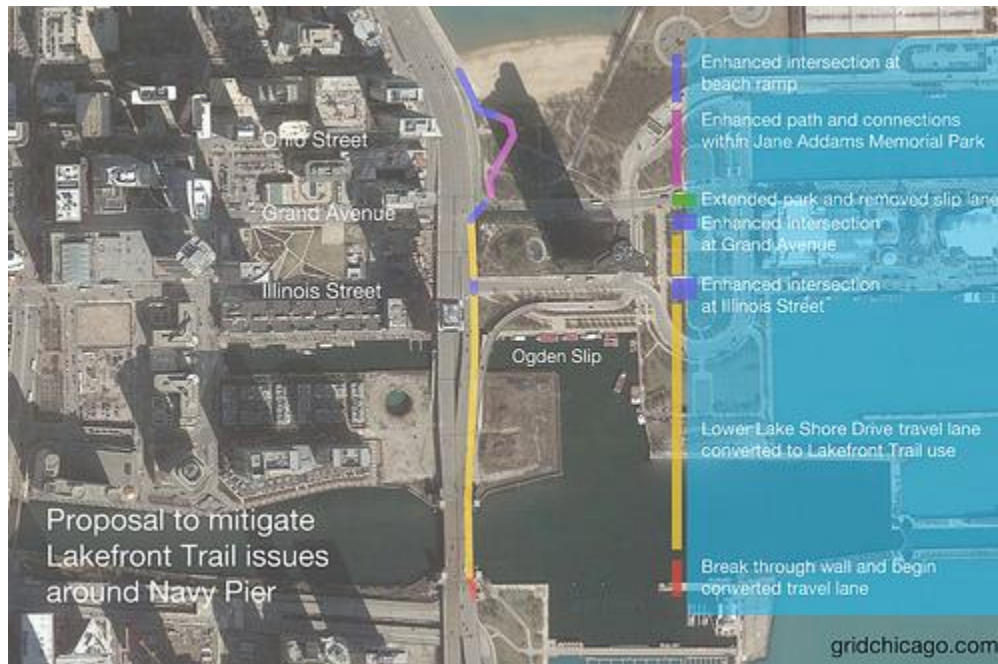 Enhanced intersection at
beach ramp
Enhanced path and connections
within Jane Addams Memorial Park
Extended park and removed slip lane
Enhanced intersection
at Grand Avenue
Enhanced intersection
at Illinois Street
Lower Lake Shore Drive travel lane
converted to Lakefront Trail use
Break through wall and begin
converted travel lane
Ohio Street
Grand Avenue
Illinois Street
Ogden Slip
Proposal to mitigate
Lakefront Trail issues
around Navy Pier
gridchicago.com